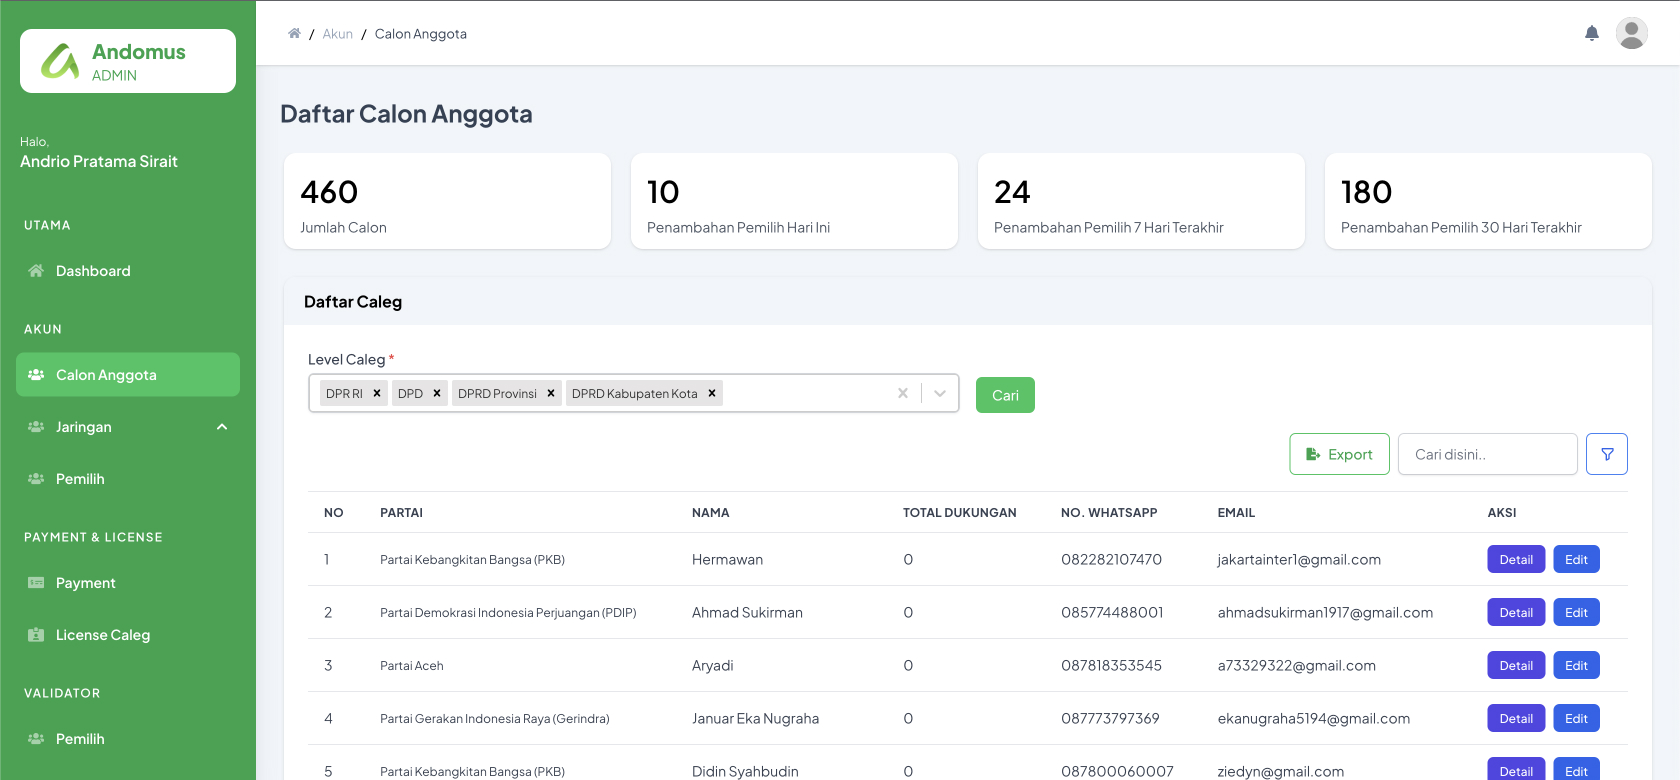 Andomus
ADMIN
Halo,
Andrio Pratama Sirait
UTAMA
Dashboard
AKUN
Calon Anggota
Jaringan
Pemilih
PAYMENT & LICENSE
Payment
License Caleg
VALIDATOR
Pemilih
/ Akun / Calon Anggota
Daftar Calon Anggota
460
Jumlah Calon
10
Penambahan Pemilih Hari Ini
24
Penambahan Pemilih 7 Hari Terakhir
180
Penambahan Pemilih 30 Hari Terakhir
Daftar Caleg
Level Caleg *
DPR RI × DPD × DPRD Provinsi × DPRD Kabupaten Kota ×
Cari
Export
Cari disini..
NO PARTAI NAMA TOTAL DUKUNGAN NO. WHATSAPP EMAIL AKSI
1 Partai Kebangkitan Bangsa (PKB) Hermawan 0 082282107470 jakartainter1@gmail.com Detail Edit
2 Partai Demokrasi Indonesia Perjuangan (PDIP) Ahmad Sukirman 0 085774488001 ahmadsukirman1917@gmail.com Detail Edit
3 Partai Aceh Aryadi 0 087818353545 a73329322@gmail.com Detail Edit
4 Partai Gerakan Indonesia Raya (Gerindra) Januar Eka Nugraha 0 087773797369 ekanugraha5194@gmail.com Detail Edit
5 Partai Kebangkitan Bangsa (PKB) Didin Syahbudin 0 087800060007 ziedyn@gmail.com Detail Edit